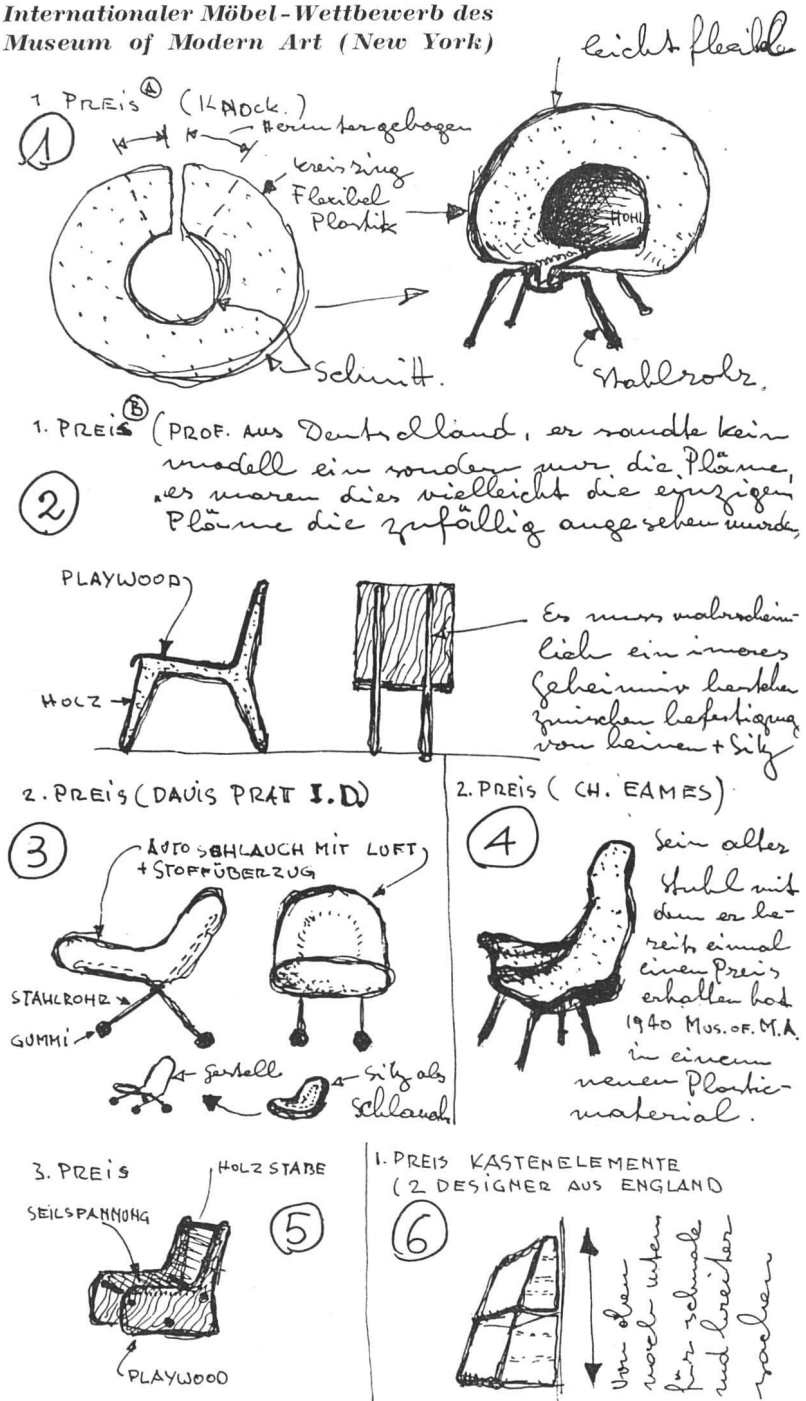 Internationaler Möbel-Wettbewerb des
Museum of Modern Art (New York)
leicht flexibel
1 PREiS Ⓐ (KNOCK.)
①
Heruntergebogen
Kreisring
Flexibel
Plastik
HOHL
Schnitt.
Stahlrohr.
1. PREiS Ⓑ (PROF. AUS Deutschland, er sandte kein
modell ein sonder nur die Pläne,
es waren dies vielleicht die einzigen
Pläne die zufällig angesehen wurden,
②
PLAYWOOD
HOLZ
Es muss wahrschein-
lich ein inneres
Geheimnis bestehen
zwischen befestigung
von beinen + Sitz
2. PREiS (DAVIS PRAT I.D.)
③
AUTOSCHLAUCH MIT LUFT
+ STOFFÜBERZUG
STAHLROHR
GUMMi
Gestell
Sitz als
Schlauch
2. PREiS ( CH. EAMES)
④
Sein alter
Stuhl mit
dem er be-
reits einmal
einen Preis
erhalten hat
1940 MUS. OF. M.A.
in einem
neuen Plastic-
material.
3. PREiS
HOLZSTABE
SEILSPANNUNG
⑤
PLAYWOOD
1. PREIS KASTENELEMENTE
(2 DESIGNER AUS ENGLAND
⑥
Von oben
nach unten
für schmale
und breiter
sachen